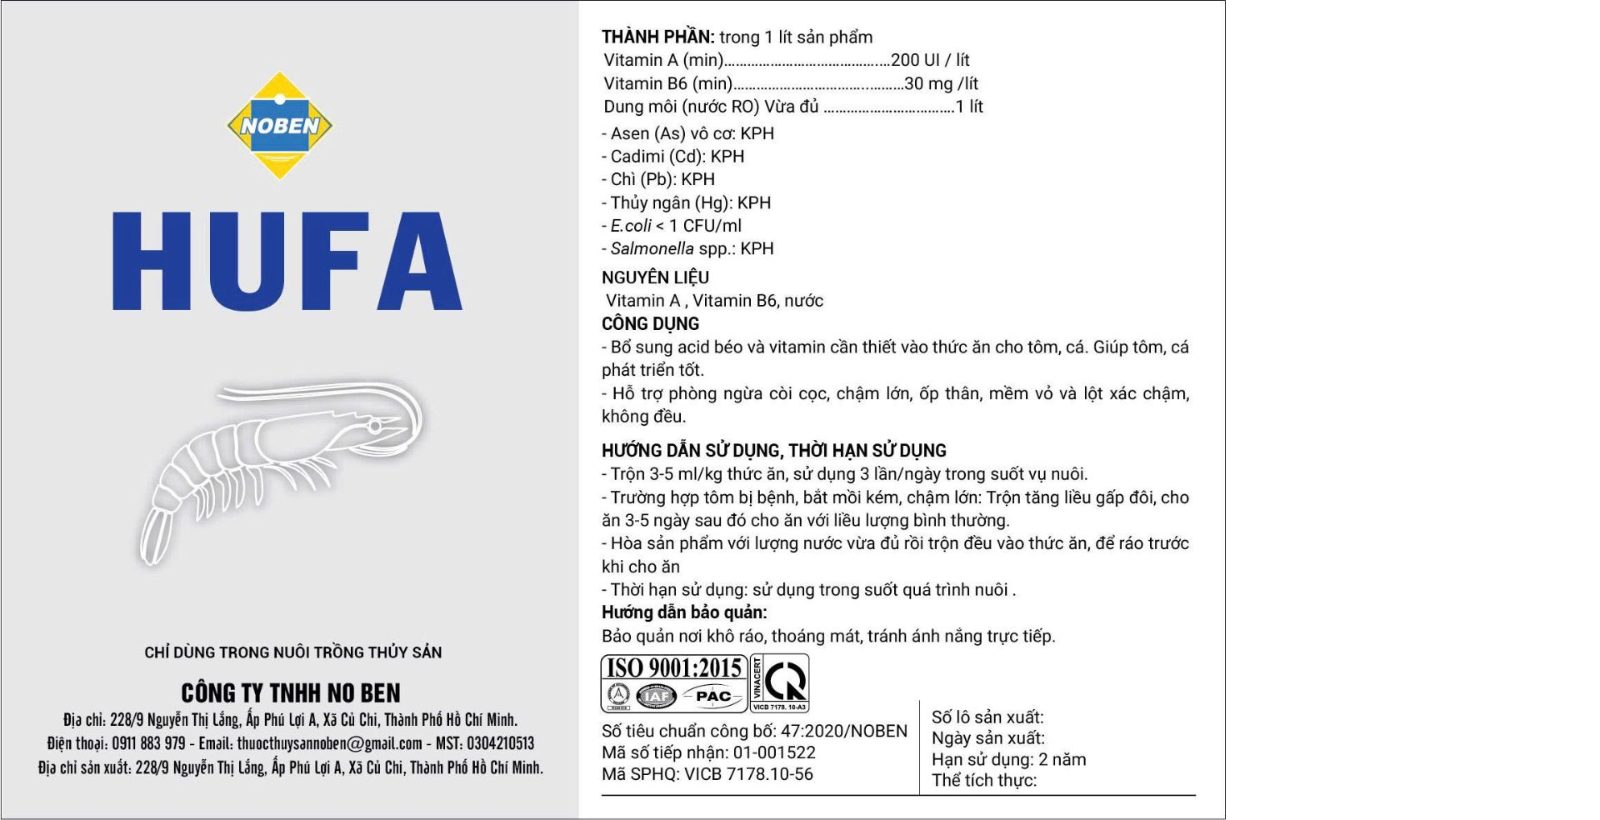 NOBEN
HUFA
CHỈ DÙNG TRONG NUÔI TRỒNG THỦY SẢN
CÔNG TY TNHH NO BEN
Địa chỉ: 228/9 Nguyễn Thị Lắng, Ấp Phú Lợi A, Xã Củ Chi, Thành Phố Hồ Chí Minh.
Điện thoại: 0911 883 979 - Email: thuocthuysannoben@gmail.com - MST: 0304210513
Địa chỉ sản xuất: 228/9 Nguyễn Thị Lắng, Ấp Phú Lợi A, Xã Củ Chi, Thành Phố Hồ Chí Minh.
THÀNH PHẦN: trong 1 lít sản phẩm
Vitamin A (min)........................................200 UI / lít
Vitamin B6 (min)........................................30 mg /lít
Dung môi (nước RO) Vừa đủ ................................1 lít
- Asen (As) vô cơ: KPH
- Cadimi (Cd): KPH
- Chì (Pb): KPH
- Thủy ngân (Hg): KPH
- E.coli < 1 CFU/ml
- Salmonella spp.: KPH
NGUYÊN LIỆU
Vitamin A , Vitamin B6, nước
CÔNG DỤNG
- Bổ sung acid béo và vitamin cần thiết vào thức ăn cho tôm, cá. Giúp tôm, cá
phát triển tốt.
- Hỗ trợ phòng ngừa còi cọc, chậm lớn, ốp thân, mềm vỏ và lột xác chậm,
không đều.
HƯỚNG DẪN SỬ DỤNG, THỜI HẠN SỬ DỤNG
- Trộn 3-5 ml/kg thức ăn, sử dụng 3 lần/ngày trong suốt vụ nuôi.
- Trường hợp tôm bị bệnh, bắt mồi kém, chậm lớn: Trộn tăng liều gấp đôi, cho
ăn 3-5 ngày sau đó cho ăn với liều lượng bình thường.
- Hòa sản phẩm với lượng nước vừa đủ rồi trộn đều vào thức ăn, để ráo trước
khi cho ăn
- Thời hạn sử dụng: sử dụng trong suốt quá trình nuôi .
Hướng dẫn bảo quản:
Bảo quản nơi khô ráo, thoáng mát, tránh ánh nắng trực tiếp.
ISO 9001:2015
IAF
PAC
VINACERT
VICB 7178. 10-A3
Số tiêu chuẩn công bố: 47:2020/NOBEN
Mã số tiếp nhận: 01-001522
Mã SPHQ: VICB 7178.10-56
Số lô sản xuất:
Ngày sản xuất:
Hạn sử dụng: 2 năm
Thể tích thực: